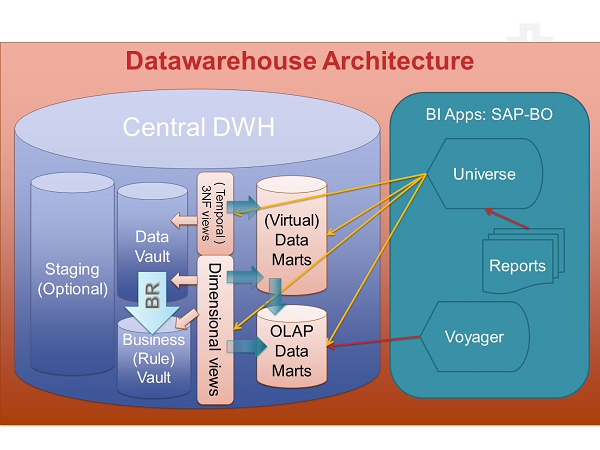 Datawarehouse Architecture
Central DWH
BI Apps: SAP-BO
Staging
(Optional)
Data
Vault
BR
Business
(Rule)
Vault
(Temporal)
3NF views
Dimensional views
(Virtual)
Data
Marts
OLAP
Data
Marts
Universe
Reports
Voyager